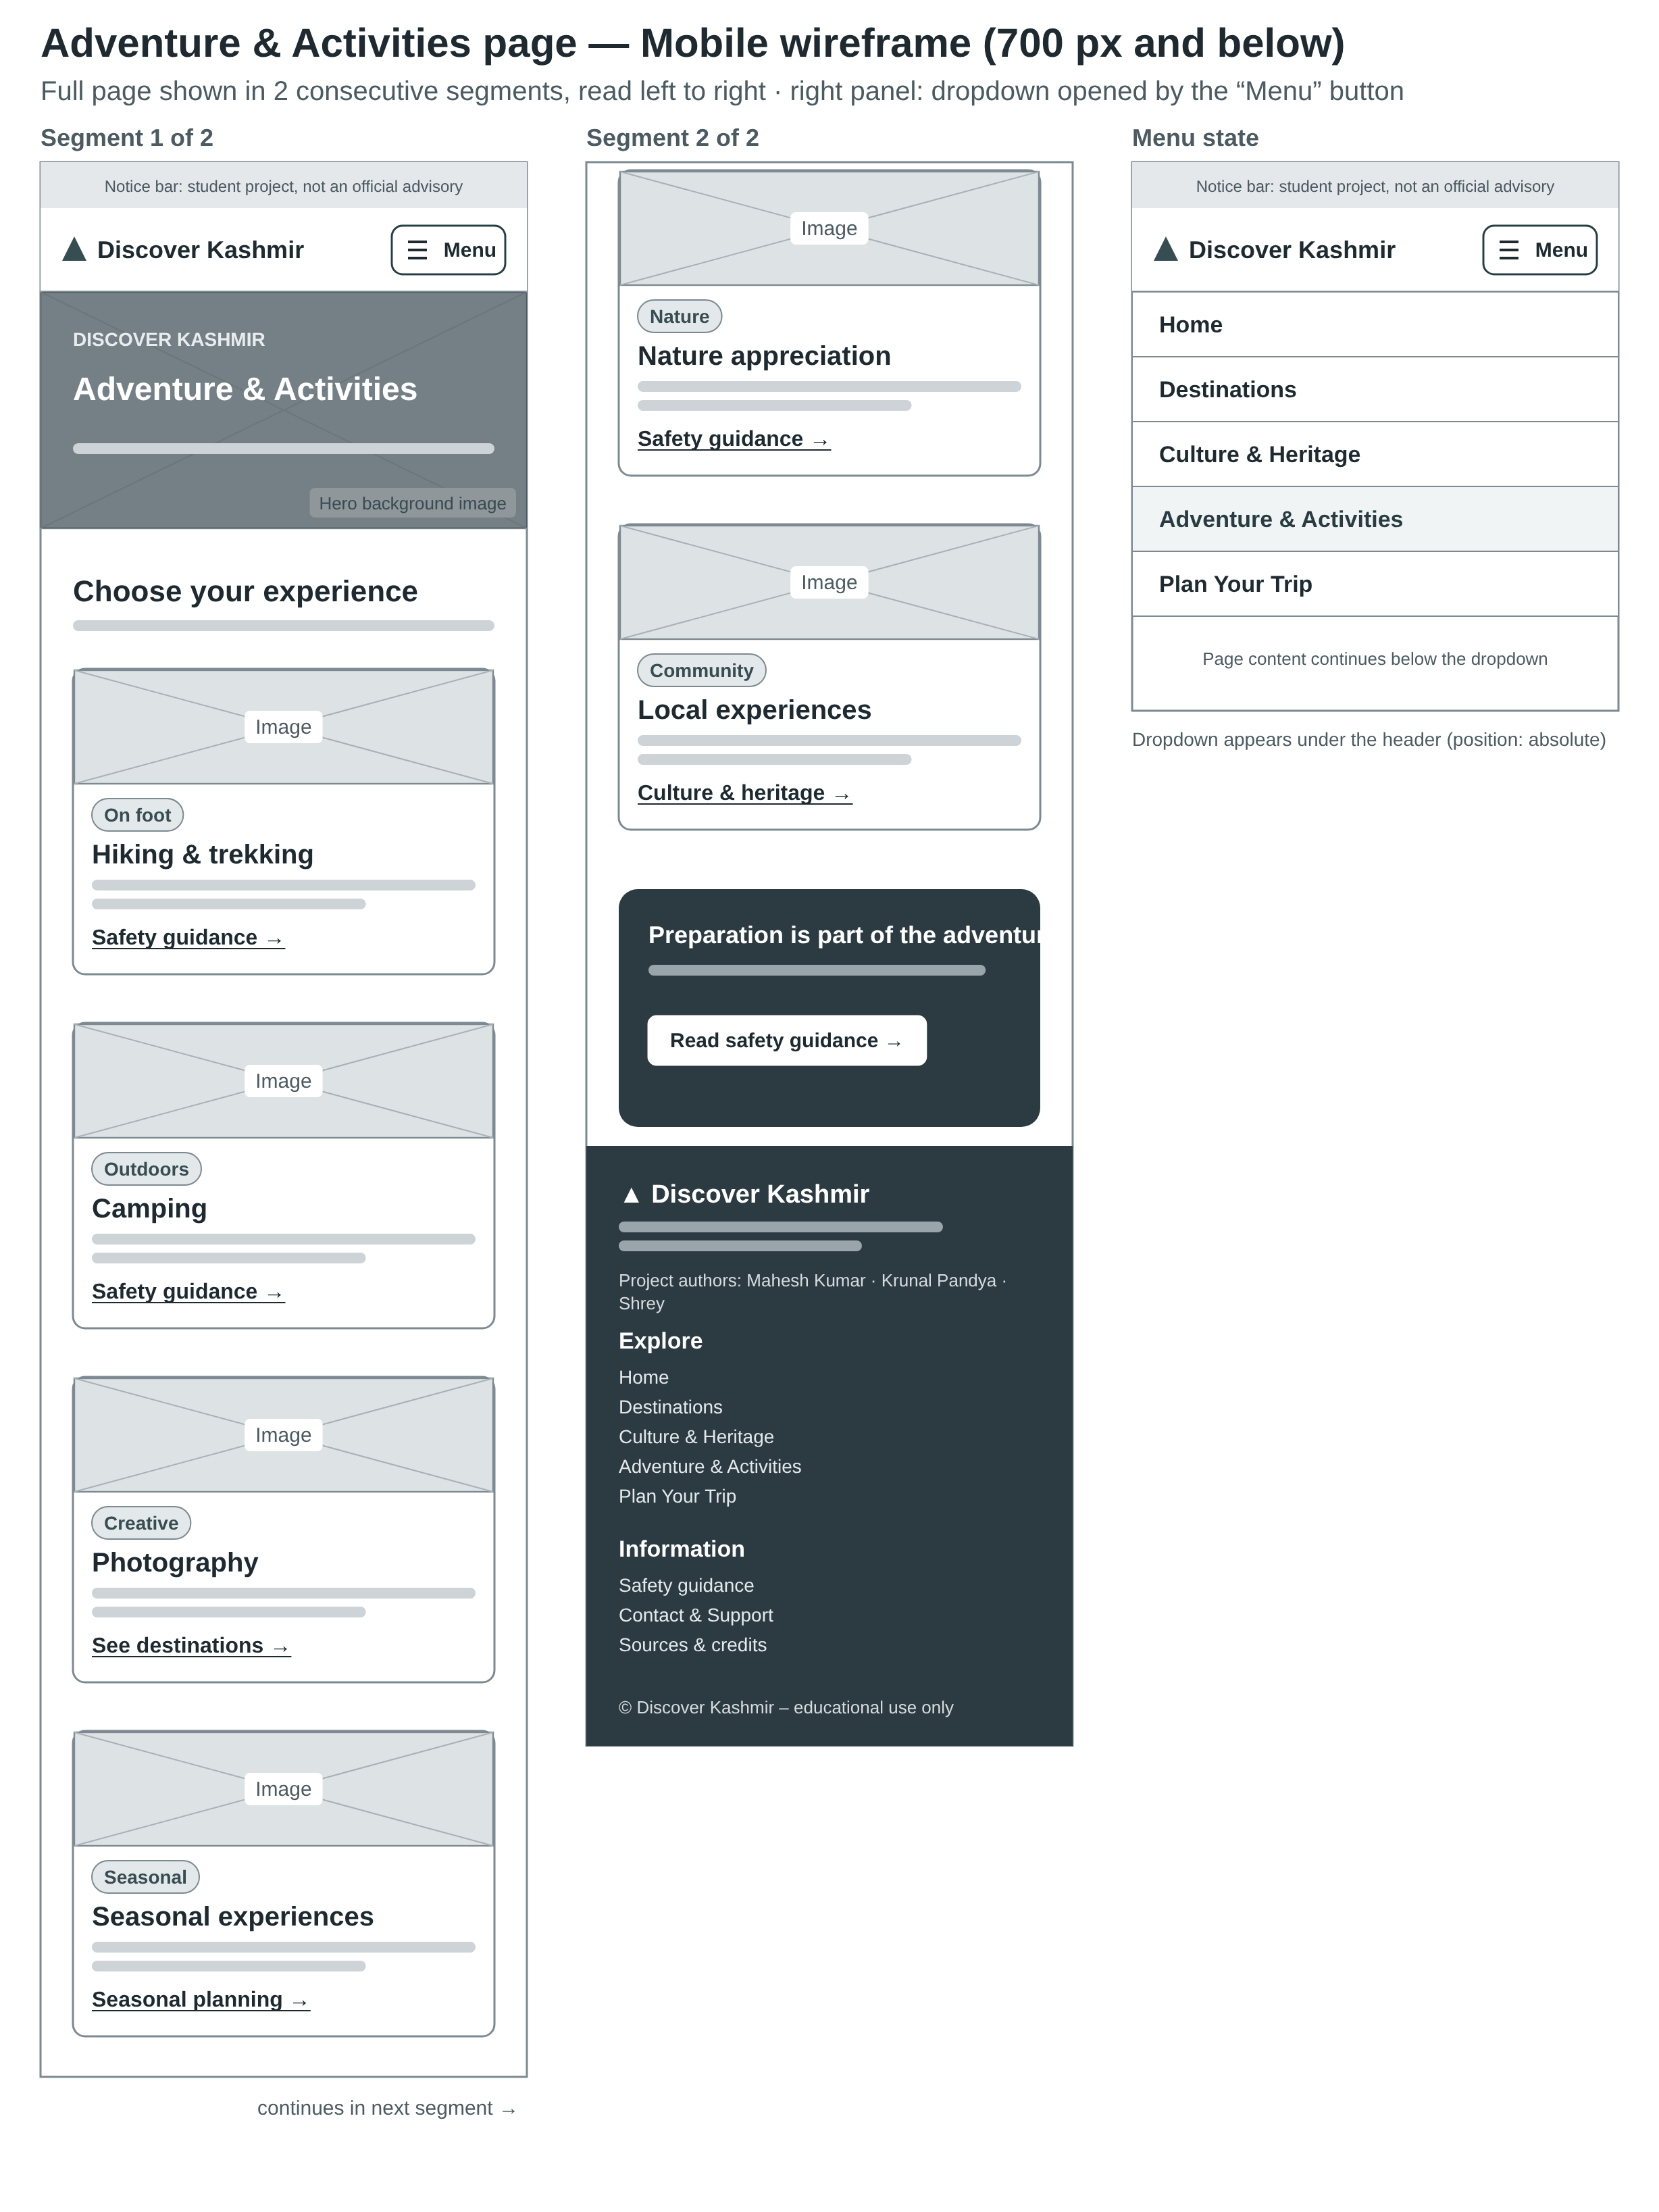 Adventure & Activities page — Mobile wireframe (700 px and below)
Full page shown in 2 consecutive segments, read left to right · right panel: dropdown opened by the “Menu” button
Segment 1 of 2
Notice bar: student project, not an official advisory
Discover Kashmir
Menu
DISCOVER KASHMIR
Adventure & Activities
Hero background image
Choose your experience
Image
On foot
Hiking & trekking
Safety guidance →
Image
Outdoors
Camping
Safety guidance →
Image
Creative
Photography
See destinations →
Image
Seasonal
Seasonal experiences
Seasonal planning →
continues in next segment →
Segment 2 of 2
Image
Nature
Nature appreciation
Safety guidance →
Image
Community
Local experiences
Culture & heritage →
Preparation is part of the adventur
Read safety guidance →
▲ Discover Kashmir
Project authors: Mahesh Kumar · Krunal Pandya ·
Shrey
Explore
Home
Destinations
Culture & Heritage
Adventure & Activities
Plan Your Trip
Information
Safety guidance
Contact & Support
Sources & credits
© Discover Kashmir – educational use only
Menu state
Notice bar: student project, not an official advisory
Discover Kashmir
Menu
Home
Destinations
Culture & Heritage
Adventure & Activities
Plan Your Trip
Page content continues below the dropdown
Dropdown appears under the header (position: absolute)